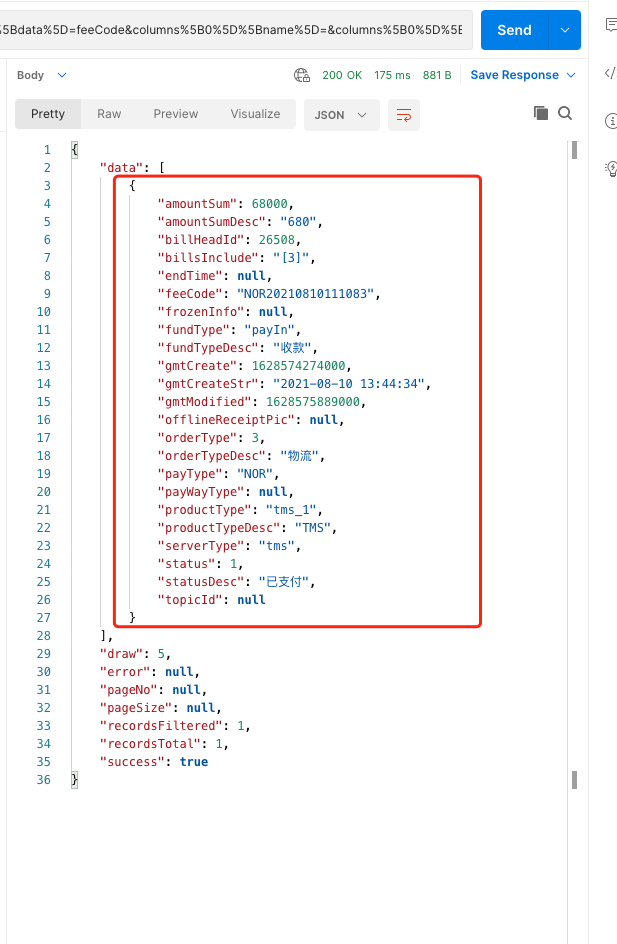 5Bdata%5D=feeCode&columns%5B0%5D%5Bname%5D=&columns%5B0%5D%5E
Send
Body
200 OK 175 ms 881 B Save Response
Pretty Raw Preview Visualize JSON
1 {
2 "data": [
3 {
4 "amountSum": 68000,
5 "amountSumDesc": "680",
6 "billHeadId": 26508,
7 "billsInclude": "[3]",
8 "endTime": null,
9 "feeCode": "NOR20210810111083",
10 "frozenInfo": null,
11 "fundType": "payIn",
12 "fundTypeDesc": "收款",
13 "gmtCreate": 1628574274000,
14 "gmtCreateStr": "2021-08-10 13:44:34",
15 "gmtModified": 1628575889000,
16 "offlineReceiptPic": null,
17 "orderType": 3,
18 "orderTypeDesc": "物流",
19 "payType": "NOR",
20 "payWayType": null,
21 "productType": "tms_1",
22 "productTypeDesc": "TMS",
23 "serverType": "tms",
24 "status": 1,
25 "statusDesc": "已支付",
26 "topicId": null
27 }
28 ],
29 "draw": 5,
30 "error": null,
31 "pageNo": null,
32 "pageSize": null,
33 "recordsFiltered": 1,
34 "recordsTotal": 1,
35 "success": true
36 }